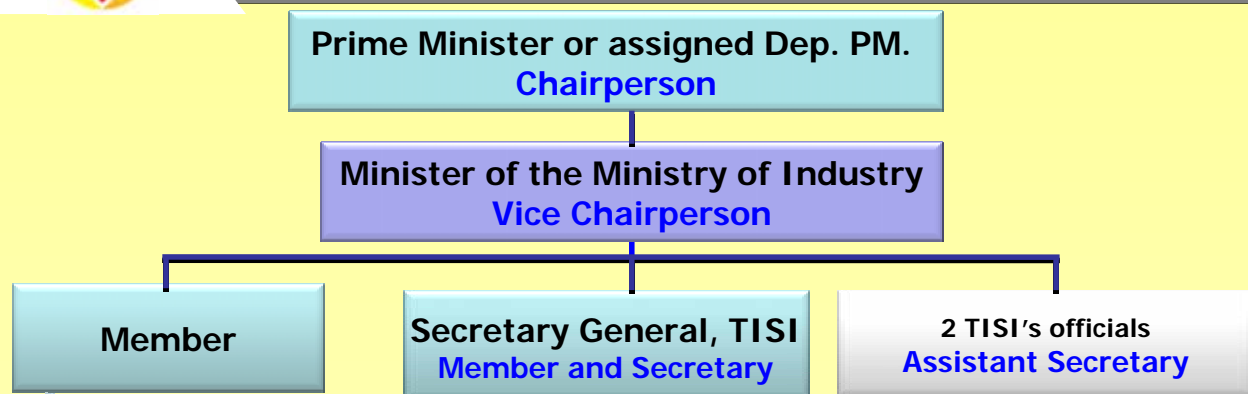 Prime Minister or assigned Dep. PM.
Chairperson
Minister of the Ministry of Industry
Vice Chairperson
Member
Secretary General, TISI
Member and Secretary
2 TISI's officials
Assistant Secretary